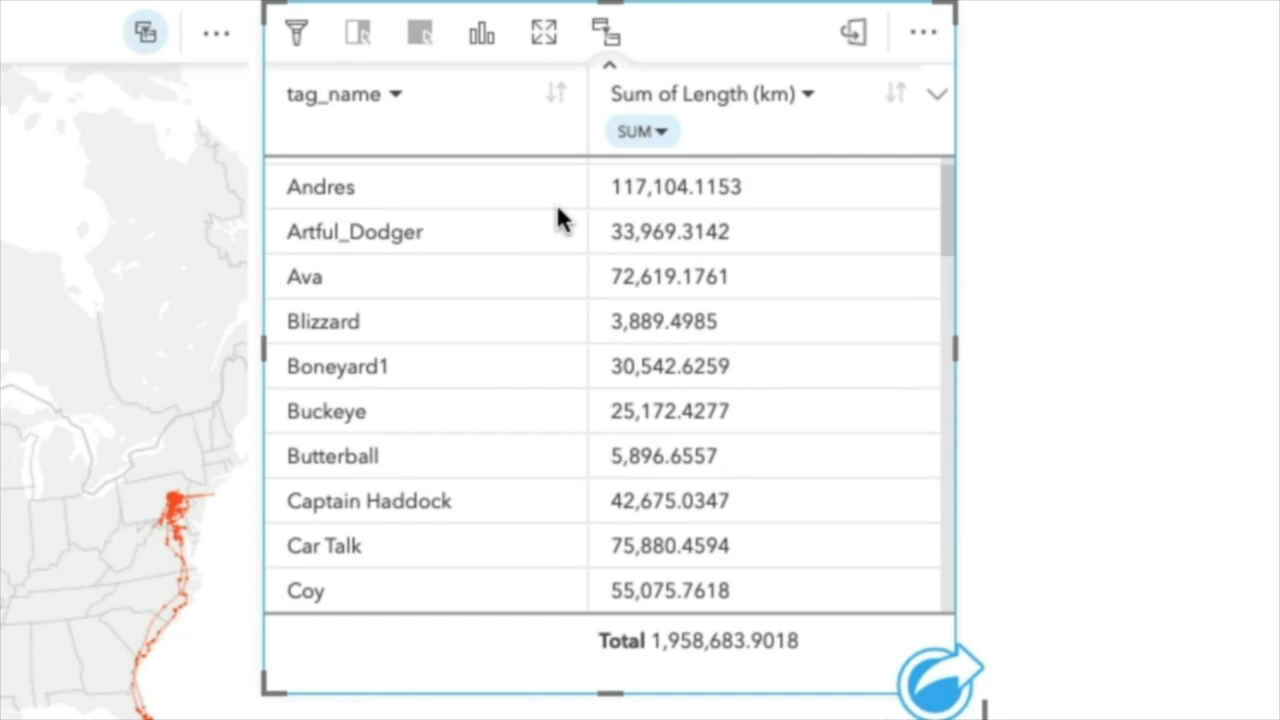 tag_name Sum of Length (km)
SUM
Andres 117,104.1153
Artful_Dodger 33,969.3142
Ava 72,619.1761
Blizzard 3,889.4985
Boneyard1 30,542.6259
Buckeye 25,172.4277
Butterball 5,896.6557
Captain Haddock 42,675.0347
Car Talk 75,880.4594
Coy 55,075.7618
Total 1,958,683.9018